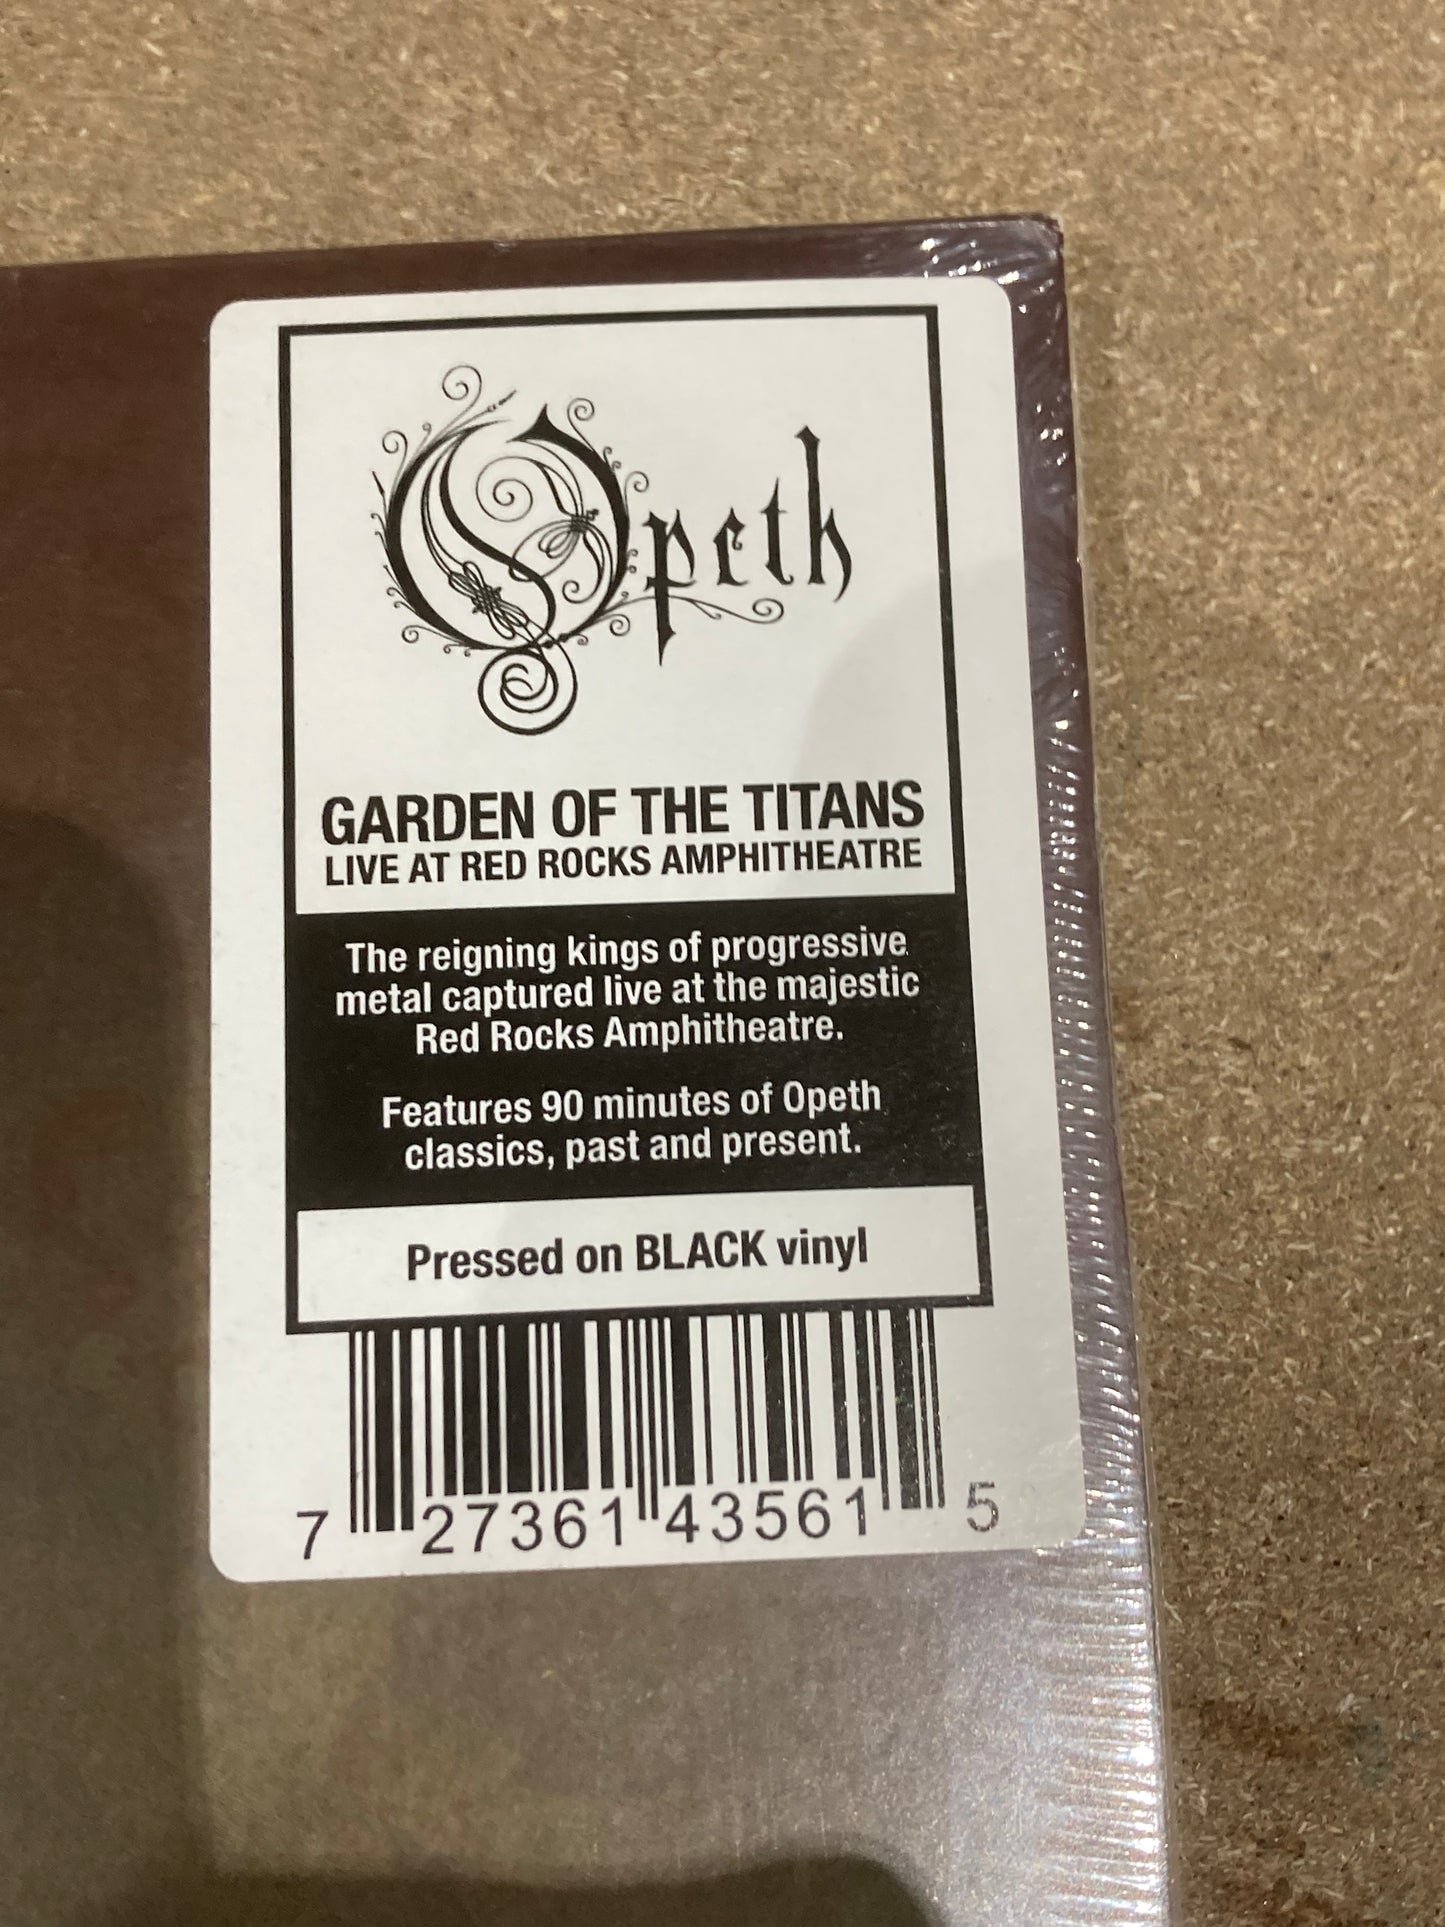 Opeth
GARDEN OF THE TITANS
LIVE AT RED ROCKS AMPHITHEATRE
The reigning kings of progressive
metal captured live at the majestic
Red Rocks Amphitheatre.
Features 90 minutes of Opeth
classics, past and present.
Pressed on BLACK vinyl
7 27361 43561 5